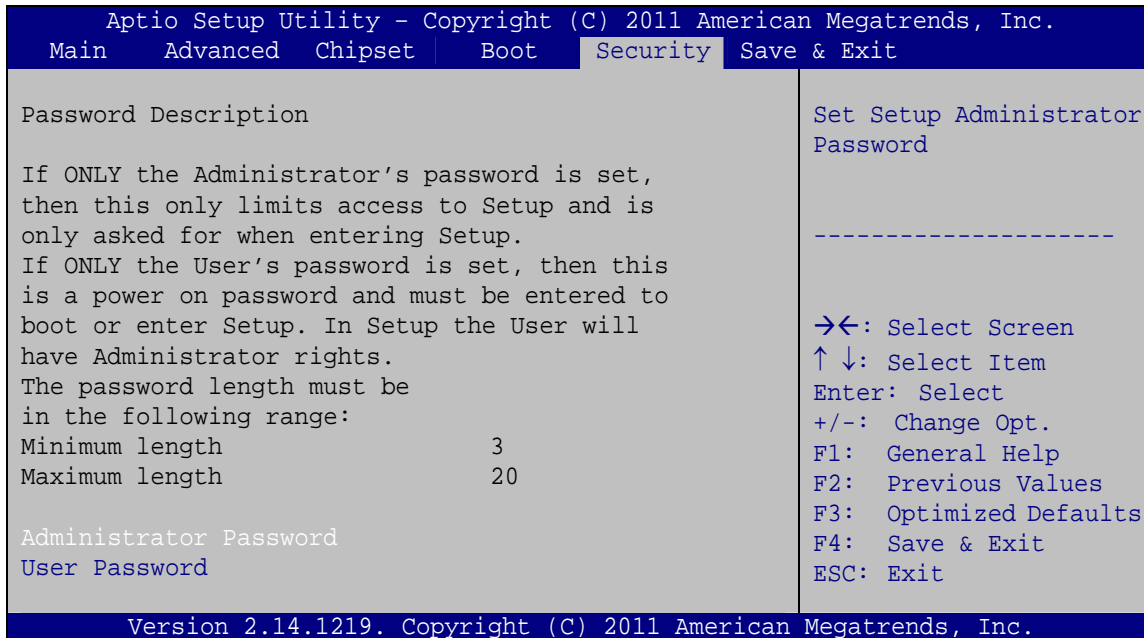 Aptio Setup Utility – Copyright (C) 2011 American Megatrends, Inc.
Main Advanced Chipset Boot Security Save & Exit
Password Description
If ONLY the Administrator’s password is set,
then this only limits access to Setup and is
only asked for when entering Setup.
If ONLY the User’s password is set, then this
is a power on password and must be entered to
boot or enter Setup. In Setup the User will
have Administrator rights.
The password length must be
in the following range:
Minimum length 3
Maximum length 20
Administrator Password
User Password
Set Setup Administrator
Password
---------------------
→←: Select Screen
↑ ↓: Select Item
Enter: Select
+/-: Change Opt.
F1: General Help
F2: Previous Values
F3: Optimized Defaults
F4: Save & Exit
ESC: Exit
Version 2.14.1219. Copyright (C) 2011 American Megatrends, Inc.